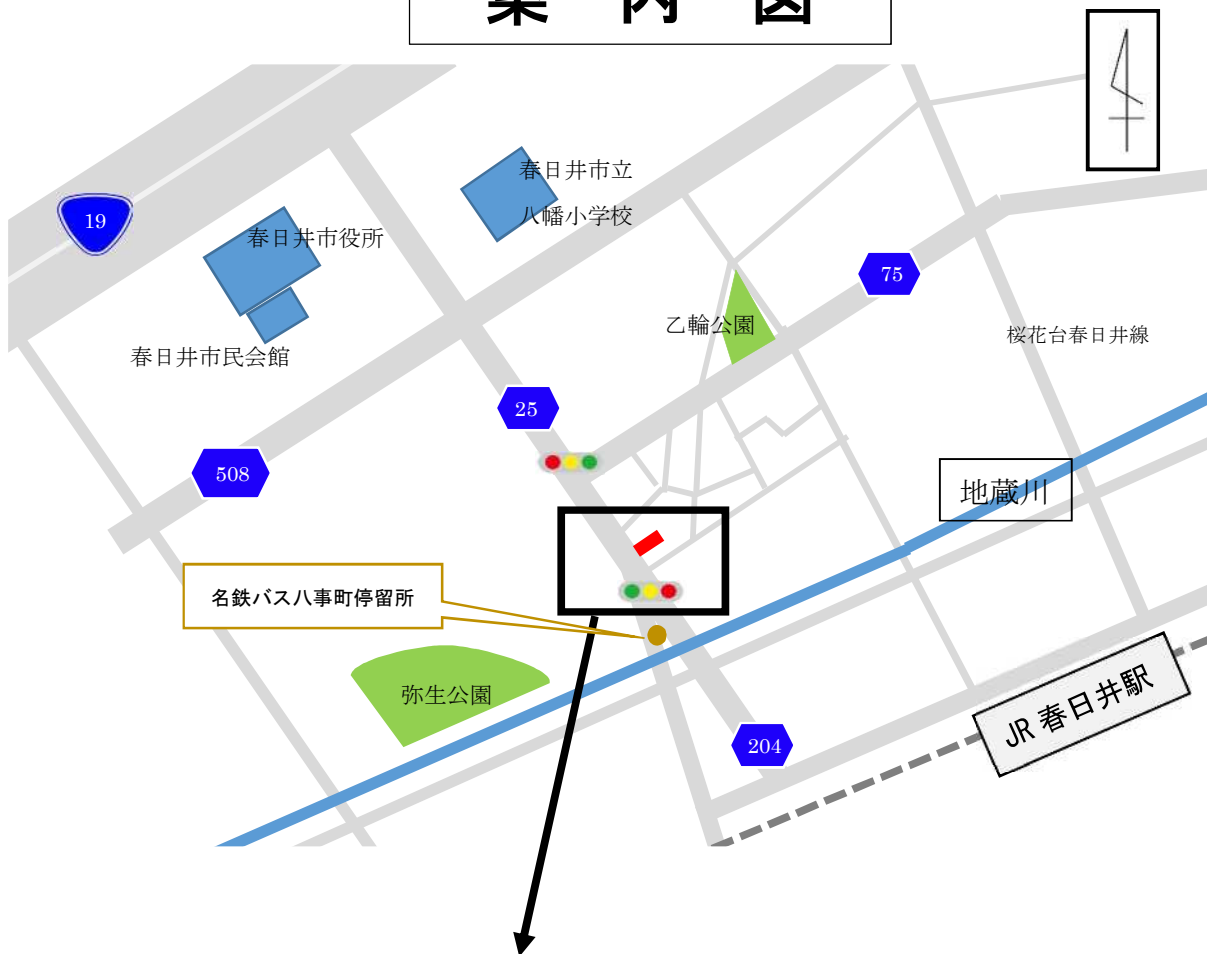 案内図
19
春日井市立
八幡小学校
春日井市役所
75
乙輪公園
桜花台春日井線
春日井市民会館
25
508
地蔵川
名鉄バス八事町停留所
弥生公園
JR 春日井駅
204